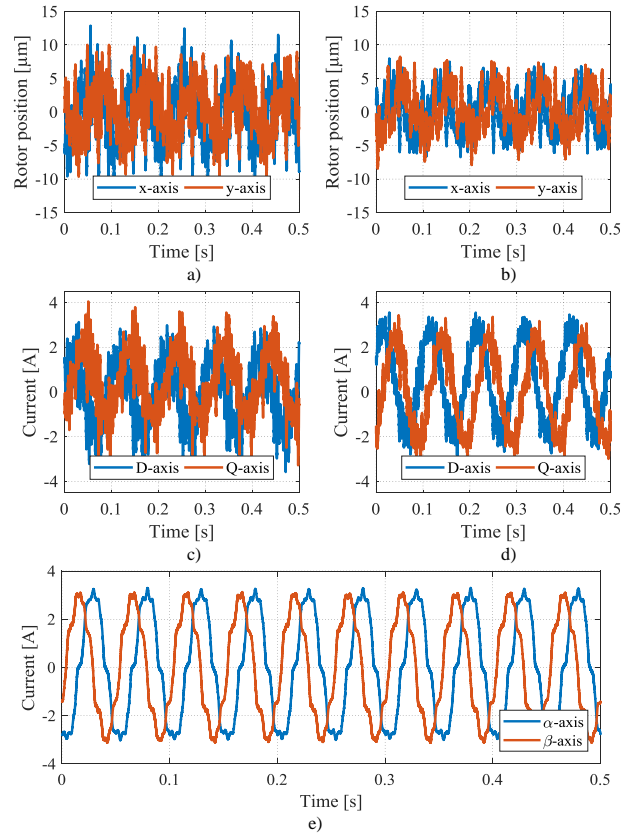 15
10
5
0
-5
-10
-15
Rotor position [µm]
x-axis
y-axis
0
0.1
0.2
0.3
0.4
0.5
Time [s]
a)
15
10
5
0
-5
-10
-15
Rotor position [µm]
x-axis
y-axis
0
0.1
0.2
0.3
0.4
0.5
Time [s]
b)
4
2
0
-2
-4
Current [A]
D-axis
Q-axis
0
0.1
0.2
0.3
0.4
0.5
Time [s]
c)
4
2
0
-2
-4
Current [A]
D-axis
Q-axis
0
0.1
0.2
0.3
0.4
0.5
Time [s]
d)
4
2
0
-2
-4
Current [A]
α-axis
β-axis
0
0.1
0.2
0.3
0.4
0.5
Time [s]
e)